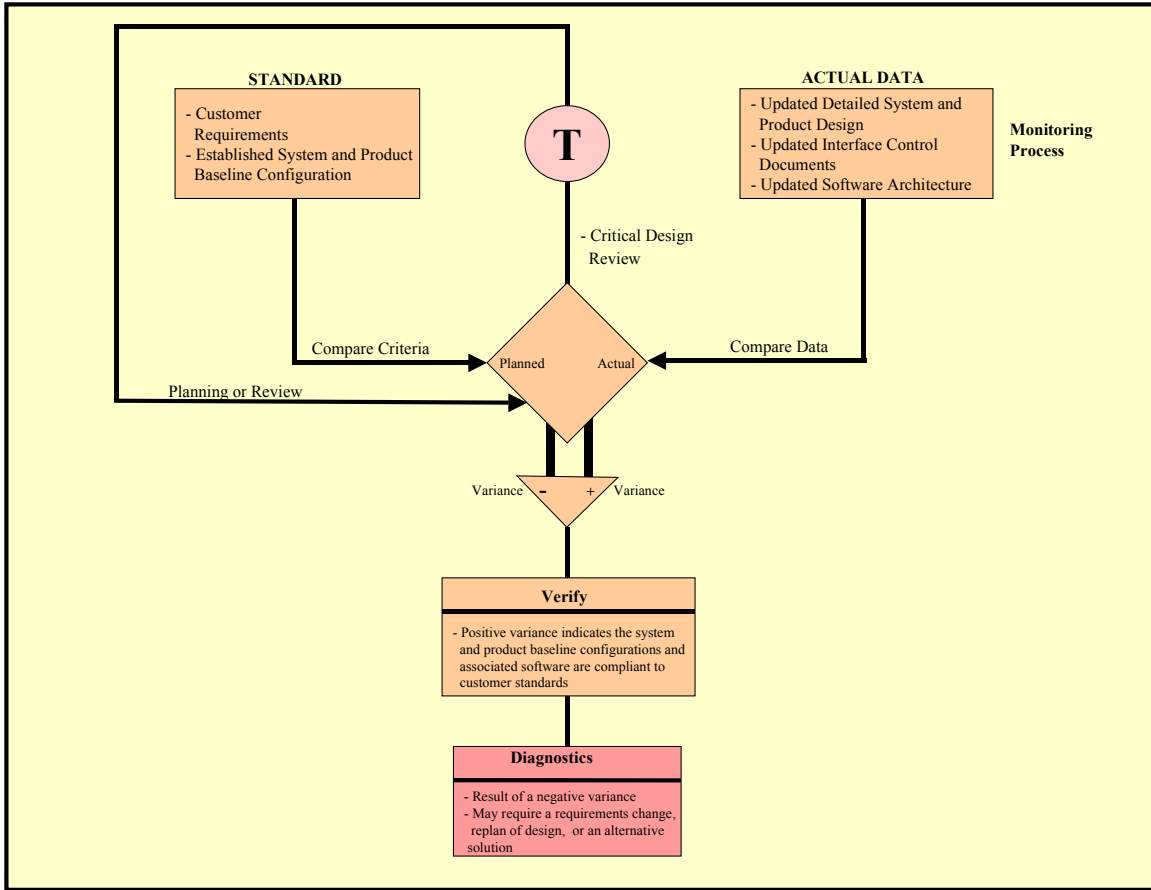 STANDARD
- Customer
Requirements
- Established System and Product
Baseline Configuration
T
ACTUAL DATA
- Updated Detailed System and
Product Design
- Updated Interface Control
Documents
- Updated Software Architecture
Monitoring
Process
- Critical Design
Review
Compare Criteria
Planned
Actual
Compare Data
Planning or Review
Variance
-
+
Variance
Verify
- Positive variance indicates the system
and product baseline configurations and
associated software are compliant to
customer standards
Diagnostics
- Result of a negative variance
- May require a requirements change,
replan of design, or an alternative
solution